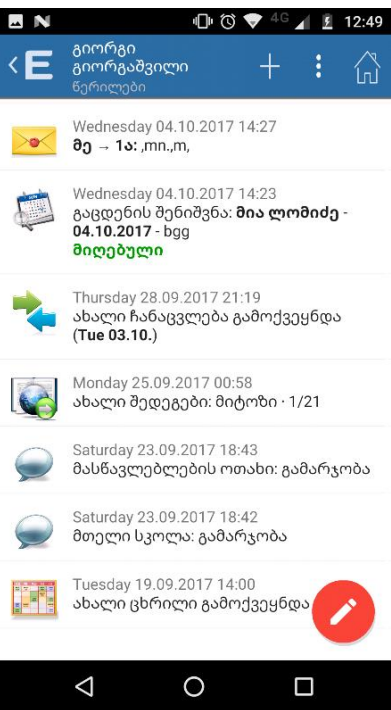 4G 12:49
E
გიორგი
გიორგაშვილი
წერილები
Wednesday 04.10.2017 14:27
მე → 1ა: ,mn.,m,
Wednesday 04.10.2017 14:23
გაცდენის შენიშვნა: მია ლომიძე -
04.10.2017 - bgg
მიღებული
Thursday 28.09.2017 21:19
ახალი ჩანაცვლება გამოქვეყნდა
(Tue 03.10.)
Monday 25.09.2017 00:58
ახალი შედეგები: მიტოზი · 1/21
Saturday 23.09.2017 18:43
მასწავლებლების ოთახი: გამარჯობა
Saturday 23.09.2017 18:42
მთელი სკოლა: გამარჯობა
Tuesday 19.09.2017 14:00
ახალი ცხრილი გამოქვეყნდა